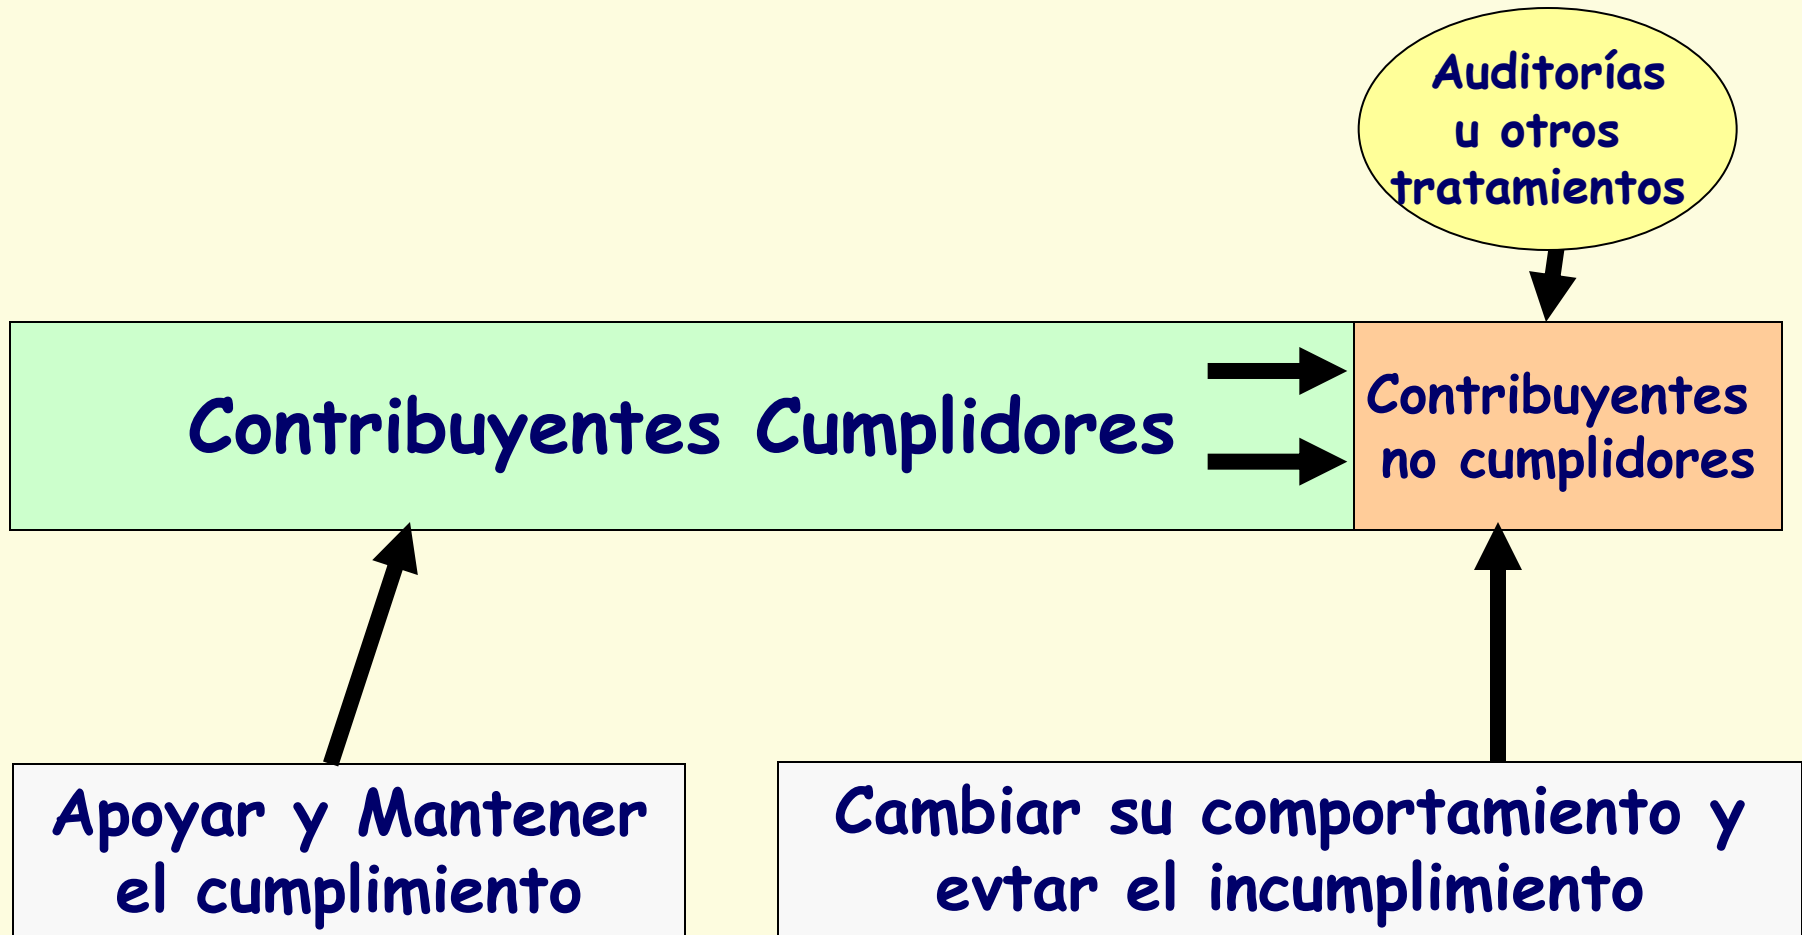 Auditorías
u otros
tratamientos
Contribuyentes Cumplidores
Contribuyentes
no cumplidores
Apoyar y Mantener
el cumplimiento
Cambiar su comportamiento y
evtar el incumplimiento